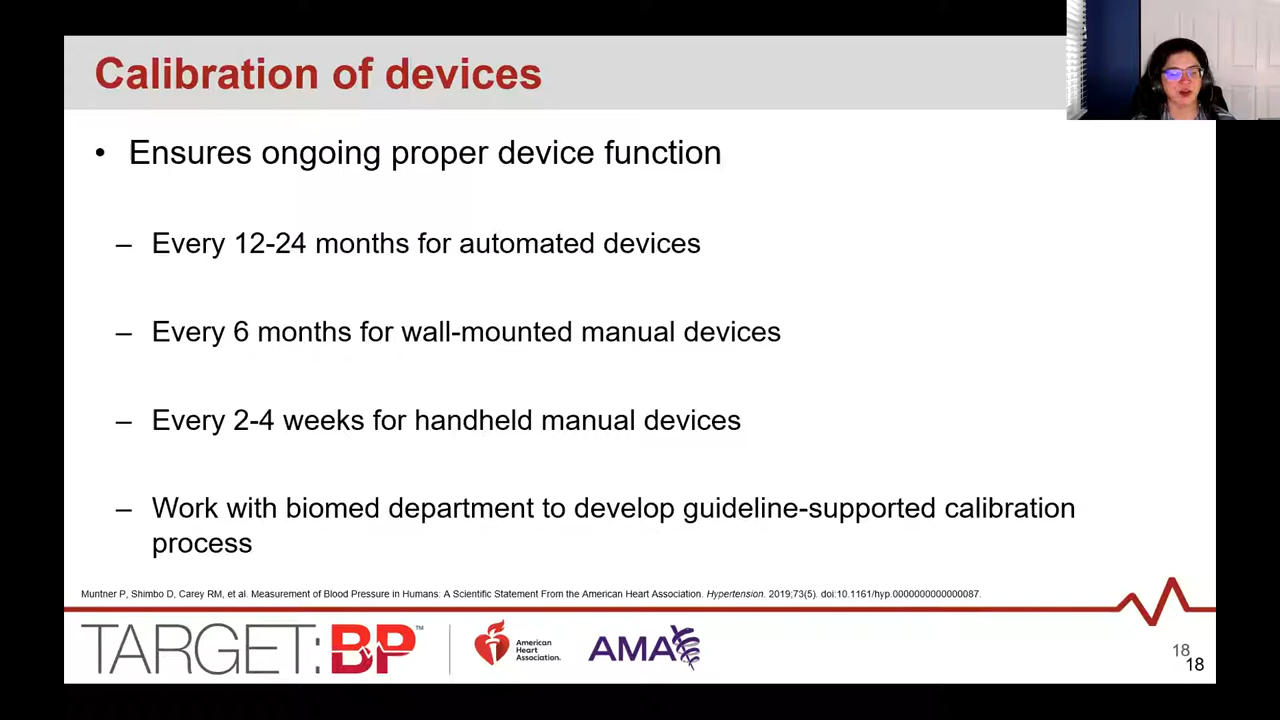 Calibration of devices
• Ensures ongoing proper device function
– Every 12-24 months for automated devices
– Every 6 months for wall-mounted manual devices
– Every 2-4 weeks for handheld manual devices
– Work with biomed department to develop guideline-supported calibration
process
Muntner P, Shimbo D, Carey RM, et al. Measurement of Blood Pressure in Humans: A Scientific Statement From the American Heart Association. Hypertension. 2019;73(5). doi:10.1161/hyp.0000000000000087.
TARGET:BP™
American
Heart
Association.
AMA
18
18